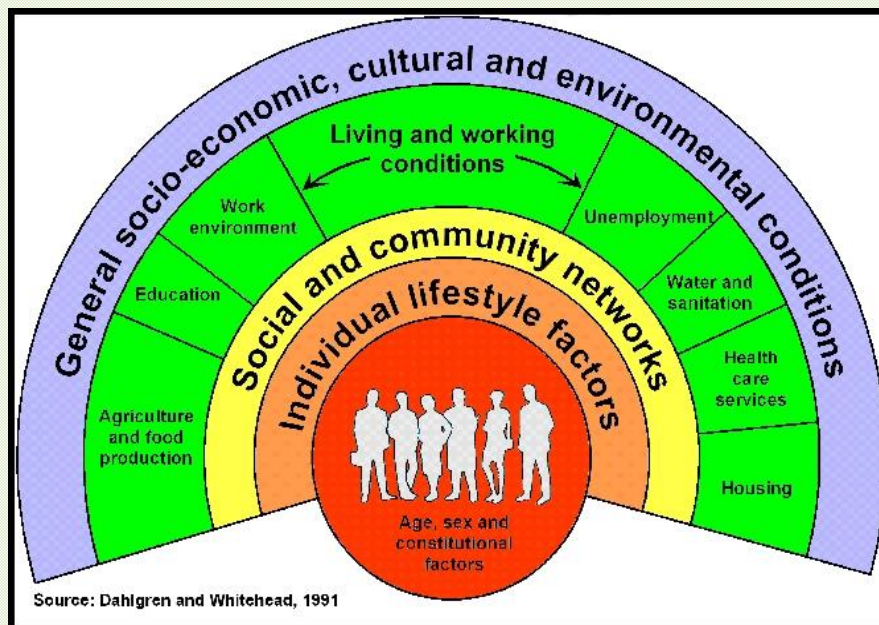 General socio-economic, cultural and environmental conditions
Living and working
conditions
Work
environment
Unemployment
Education
Water and
sanitation
Agriculture
and food
production
Health
care
services
Housing
Social and community networks
Individual lifestyle factors
Age, sex and
constitutional
factors
Source: Dahlgren and Whitehead, 1991